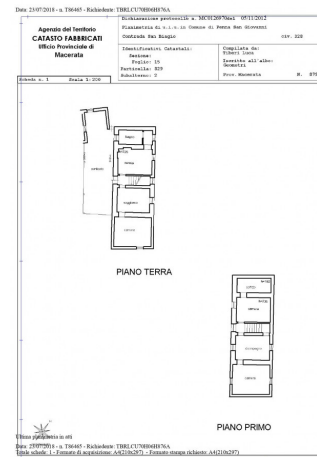 Data: 23/07/2018 - n. T86465 - Richiedente: TBRLCU70H06H876A
Agenzia del Territorio
CATASTO FABBRICATI
Ufficio Provinciale di
Macerata
Dichiarazione protocollo n. MC0120970del 05/11/2012
Planimetria di u.i.u. in Comune di Penna San Giovanni
Contrada San Biagio civ. 328
Identificativi Catastali:
Sezione:
Foglio: 15
Particella: 825
Subalterno: 2
Compilata da:
Tiberi Luca
Iscritto all'albo:
Geometri
Prov. Macerata N.
Scheda n. 1 Scala 1:200
PIANO TERRA
PIANO PRIMO
Ultima planimetria in atti
Data: 23/07/2018 - n. T86465 - Richiedente: TBRLCU70H06H876A
Totale schede: 1 - Formato di acquisizione: A4(210x297) - Formato stampa richiesto: A4(210x297)